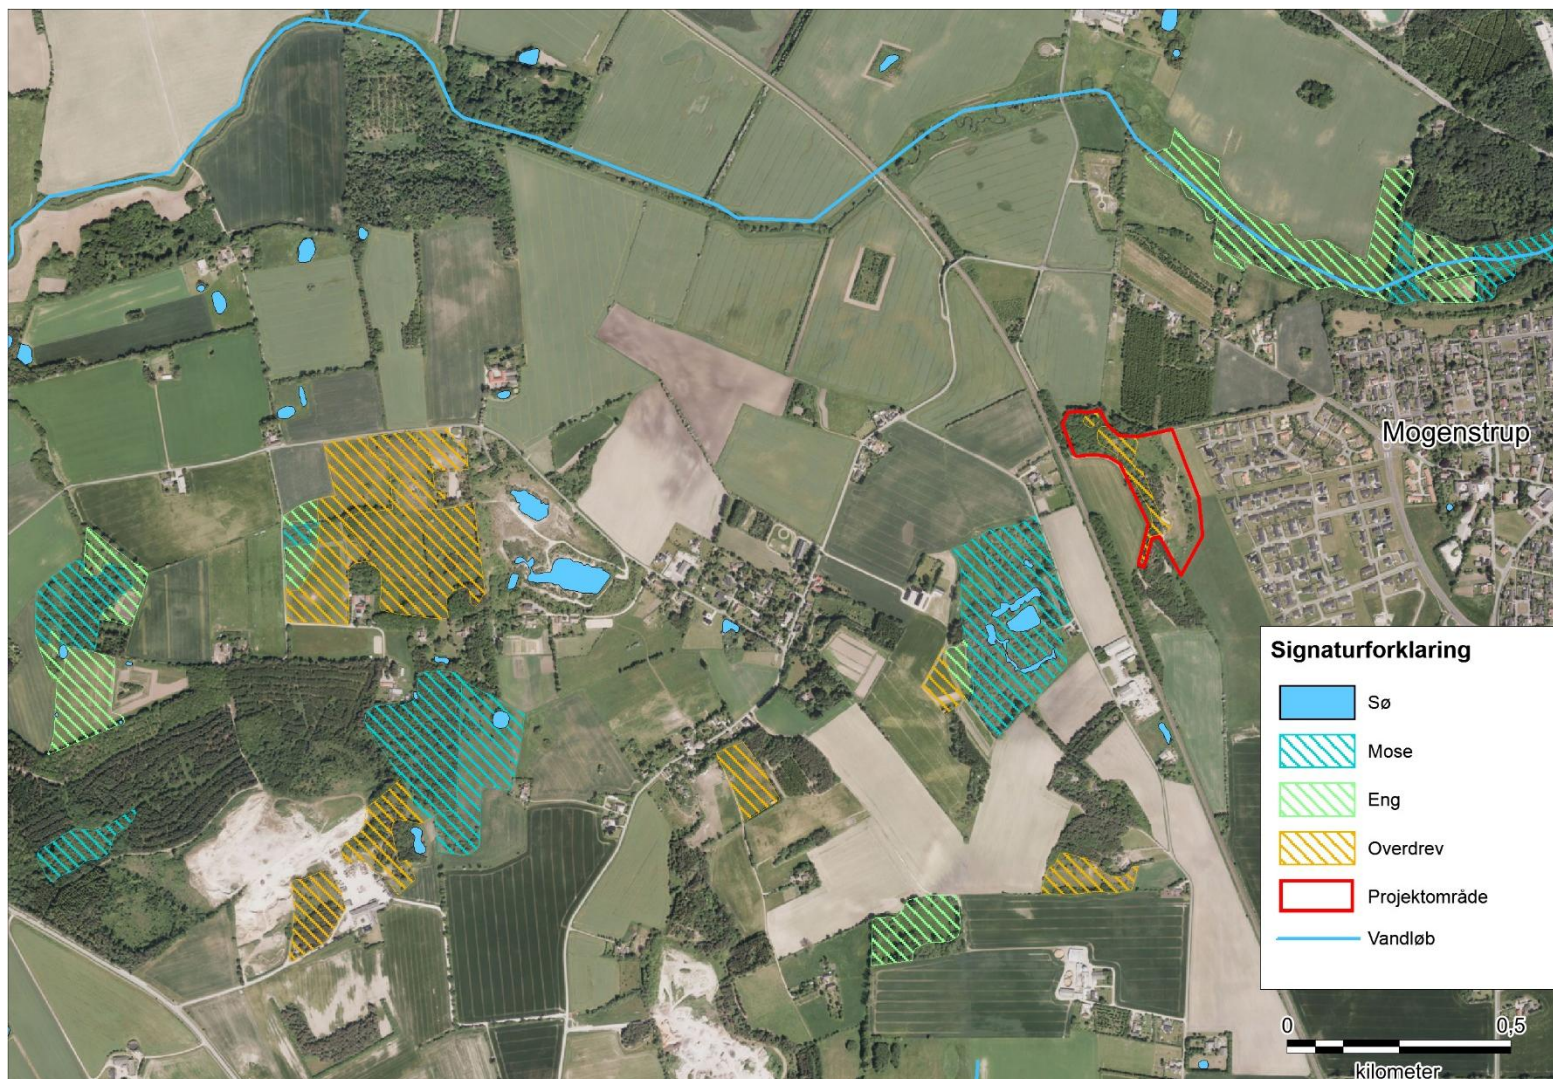 Mogenstrup
Signaturforklaring
Sø
Mose
Eng
Overdrev
Projektområde
Vandløb
0 0,5
kilometer